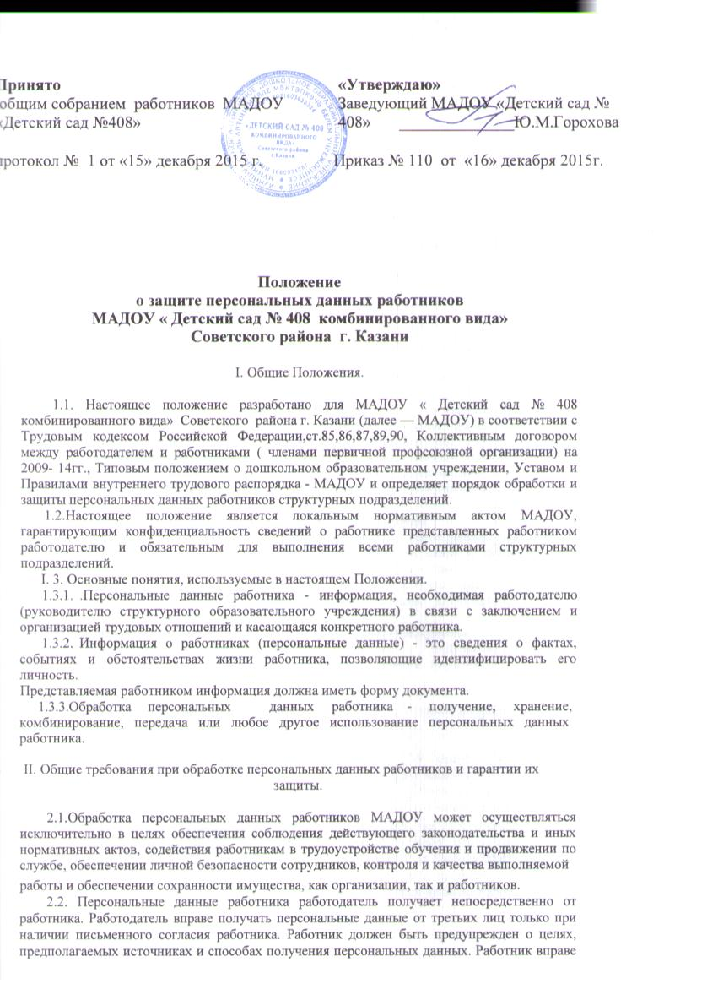 Принято
общим собранием работников МАДОУ
«Детский сад №408»
протокол № 1 от «15» декабря 2015 г.
«Утверждаю»
Заведующий МАДОУ «Детский сад №
408» _________________Ю.М.Горохова
Приказ № 110 от «16» декабря 2015г.
«ДЕТСКИЙ САД № 408
КОМБИНИРОВАННОГО
ВИДА»
Советского района
г.Казани
Положение
о защите персональных данных работников
МАДОУ « Детский сад № 408 комбинированного вида»
Советского района г. Казани
I. Общие Положения.
1.1. Настоящее положение разработано для МАДОУ « Детский сад № 408
комбинированного вида» Советского района г. Казани (далее — МАДОУ) в соответствии с
Трудовым кодексом Российской Федерации,ст.85,86,87,89,90, Коллективным договором
между работодателем и работниками ( членами первичной профсоюзной организации) на
2009- 14гг., Типовым положением о дошкольном образовательном учреждении, Уставом и
Правилами внутреннего трудового распорядка - МАДОУ и определяет порядок обработки и
защиты персональных данных работников структурных подразделений.
1.2.Настоящее положение является локальным нормативным актом МАДОУ,
гарантирующим конфиденциальность сведений о работнике представленных работником
работодателю и обязательным для выполнения всеми работниками структурных
подразделений.
I. 3. Основные понятия, используемые в настоящем Положении.
1.3.1. .Персональные данные работника - информация, необходимая работодателю
(руководителю структурного образовательного учреждения) в связи с заключением и
организацией трудовых отношений и касающаяся конкретного работника.
1.3.2. Информация о работниках (персональные данные) - это сведения о фактах,
событиях и обстоятельствах жизни работника, позволяющие идентифицировать его
личность.
Представляемая работником информация должна иметь форму документа.
1.3.3.Обработка персональных данных работника - получение, хранение,
комбинирование, передача или любое другое использование персональных данных
работника.
II. Общие требования при обработке персональных данных работников и гарантии их
защиты.
2.1.Обработка персональных данных работников МАДОУ может осуществляться
исключительно в целях обеспечения соблюдения действующего законодательства и иных
нормативных актов, содействия работникам в трудоустройстве обучения и продвижении по
службе, обеспечении личной безопасности сотрудников, контроля и качества выполняемой
работы и обеспечении сохранности имущества, как организации, так и работников.
2.2. Персональные данные работника работодатель получает непосредственно от
работника. Работодатель вправе получать персональные данные от третьих лиц только при
наличии письменного согласия работника. Работник должен быть предупрежден о целях,
предполагаемых источниках и способах получения персональных данных. Работник вправе